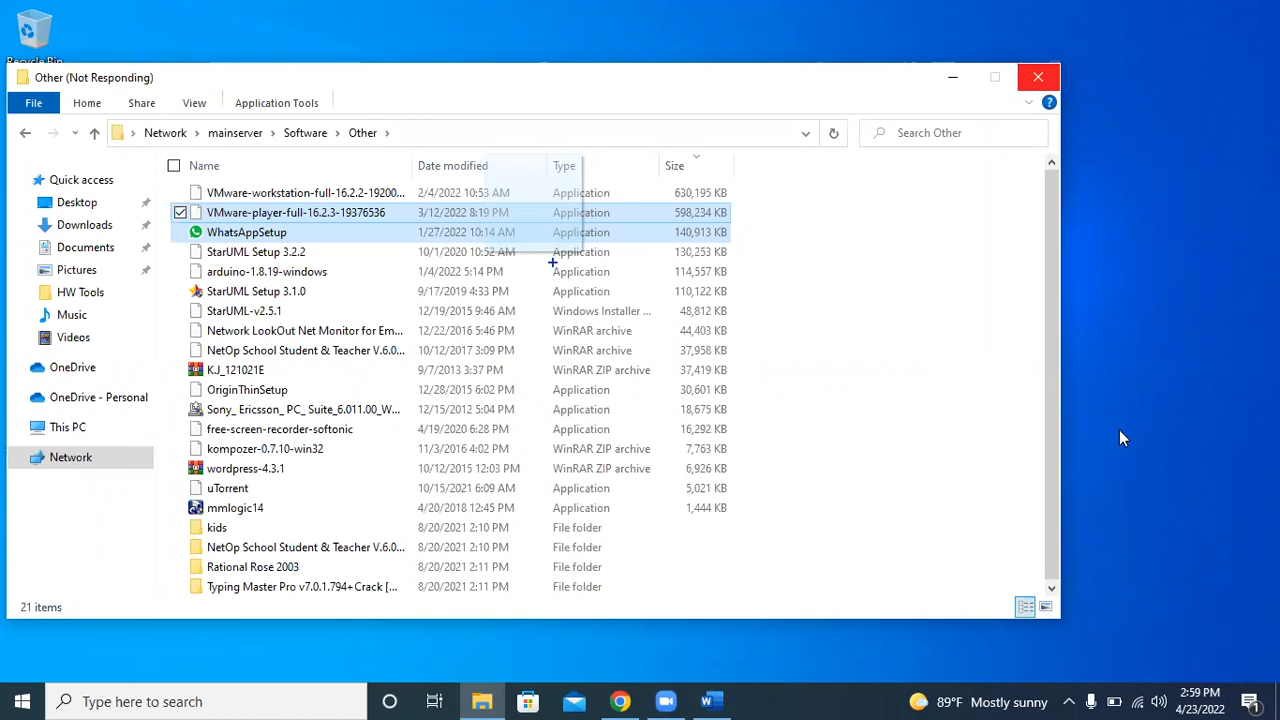 Recycle Bin
Other (Not Responding)
File Home Share View Application Tools
Network mainserver Software Other Search Other
Name Date modified Type Size
Quick access
Desktop
Downloads
Documents
Pictures
HW Tools
Music
Videos
OneDrive
OneDrive - Personal
This PC
Network
VMware-workstation-full-16.2.2-19200... 2/4/2022 10:53 AM Application 630,195 KB
VMware-player-full-16.2.3-19376536 3/12/2022 8:19 PM Application 598,234 KB
WhatsAppSetup 1/27/2022 10:14 AM Application 140,913 KB
StarUML Setup 3.2.2 10/1/2020 10:52 AM Application 130,253 KB
arduino-1.8.19-windows 1/4/2022 5:14 PM Application 114,557 KB
StarUML Setup 3.1.0 9/17/2019 4:33 PM Application 110,122 KB
StarUML-v2.5.1 12/19/2015 9:46 AM Windows Installer ... 48,812 KB
Network LookOut Net Monitor for Em... 12/22/2016 5:46 PM WinRAR archive 44,403 KB
NetOp School Student & Teacher V.6.0... 10/12/2017 3:09 PM WinRAR archive 37,958 KB
K.J_121021E 9/7/2013 3:37 PM WinRAR ZIP archive 37,419 KB
OriginThinSetup 12/28/2015 6:02 PM Application 30,601 KB
Sony_ Ericsson_ PC_ Suite_6.011.00_W... 12/15/2012 5:04 PM Application 18,675 KB
free-screen-recorder-softonic 4/19/2020 6:28 PM Application 16,292 KB
kompozer-0.7.10-win32 11/3/2016 4:02 PM WinRAR ZIP archive 7,763 KB
wordpress-4.3.1 10/12/2015 12:03 PM WinRAR ZIP archive 6,926 KB
uTorrent 10/15/2021 6:09 AM Application 5,021 KB
mmlogic14 4/20/2018 12:45 PM Application 1,444 KB
kids 8/20/2021 2:10 PM File folder
NetOp School Student & Teacher V.6.0... 8/20/2021 2:10 PM File folder
Rational Rose 2003 8/20/2021 2:11 PM File folder
Typing Master Pro v7.0.1.794+Crack [... 8/20/2021 2:11 PM File folder
21 items
Type here to search
89°F Mostly sunny
2:59 PM
4/23/2022
1